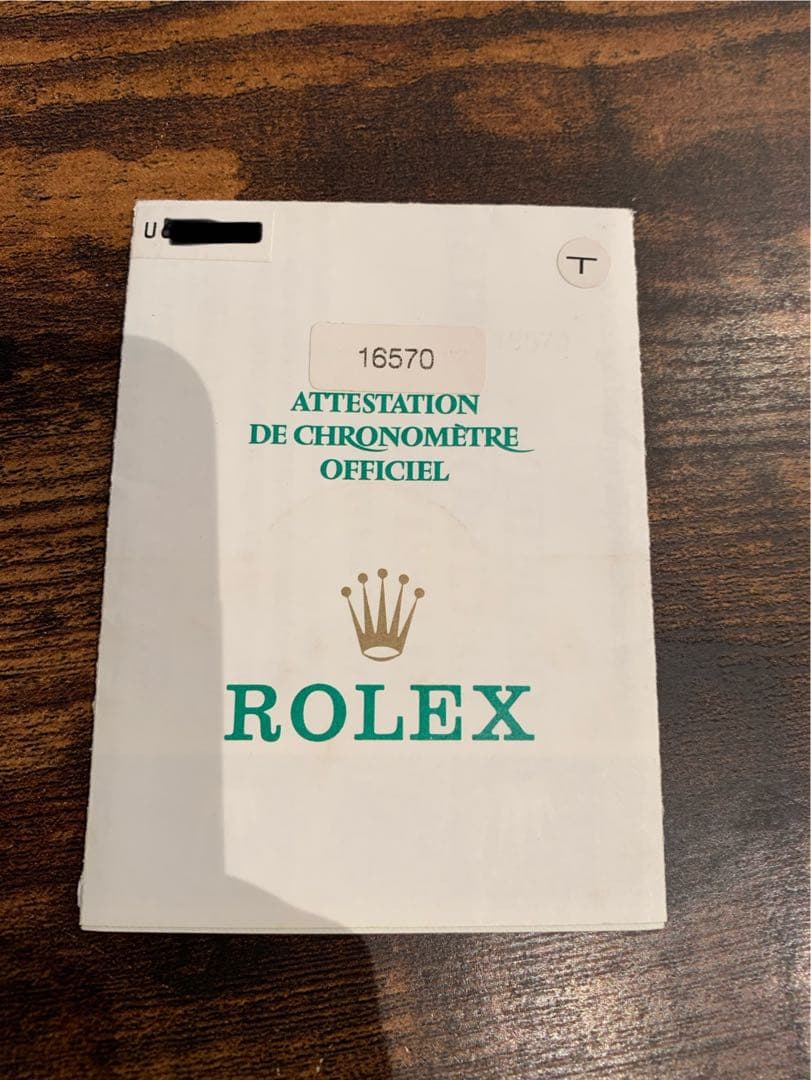 U
T
16570
ATTESTATION
DE CHRONOMÈTRE
OFFICIEL
ROLEX